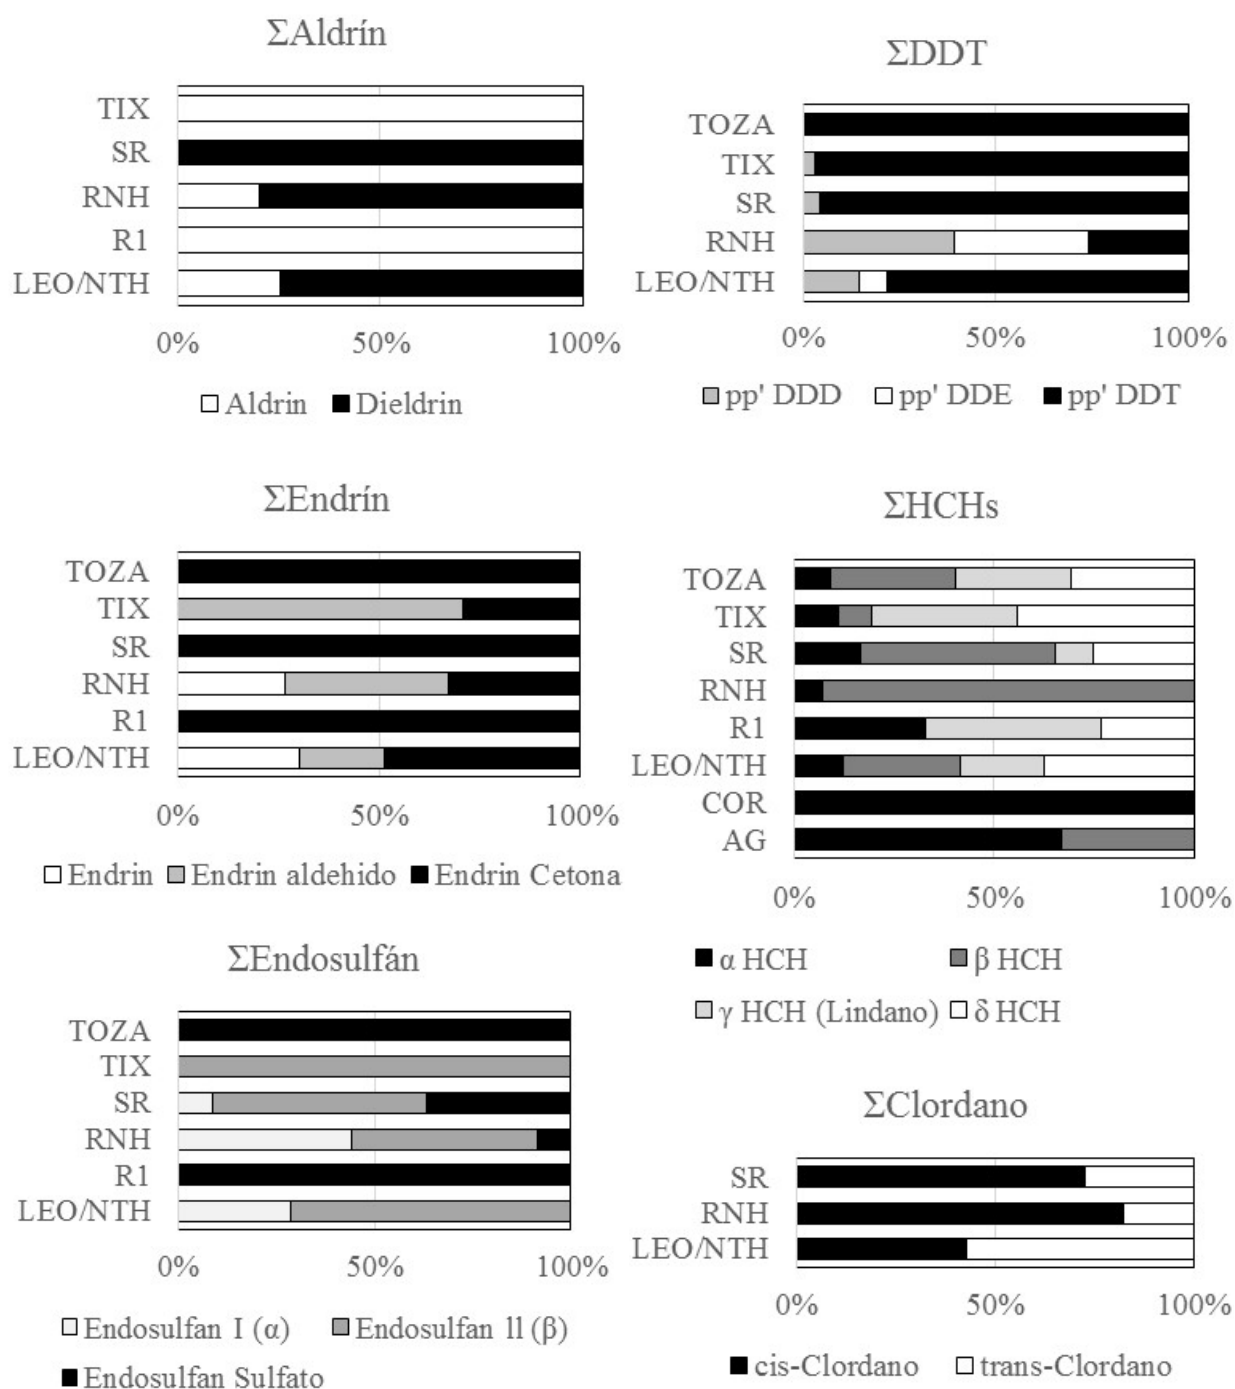 ΣAldrín
TIX
SR
RNH
R1
LEO/NTH
0% 50% 100%
Aldrin Dieldrin
ΣDDT
TOZA
TIX
SR
RNH
LEO/NTH
0% 50% 100%
pp' DDD pp' DDE pp' DDT
ΣEndrín
TOZA
TIX
SR
RNH
R1
LEO/NTH
0% 50% 100%
Endrin Endrin aldehido Endrin Cetona
ΣHCHs
TOZA
TIX
SR
RNH
R1
LEO/NTH
COR
AG
0% 50% 100%
α HCH β HCH
γ HCH (Lindano) δ HCH
ΣEndosulfán
TOZA
TIX
SR
RNH
R1
LEO/NTH
0% 50% 100%
Endosulfan I (α) Endosulfan ll (β)
Endosulfan Sulfato
ΣClordano
SR
RNH
LEO/NTH
0% 50% 100%
cis-Clordano trans-Clordano